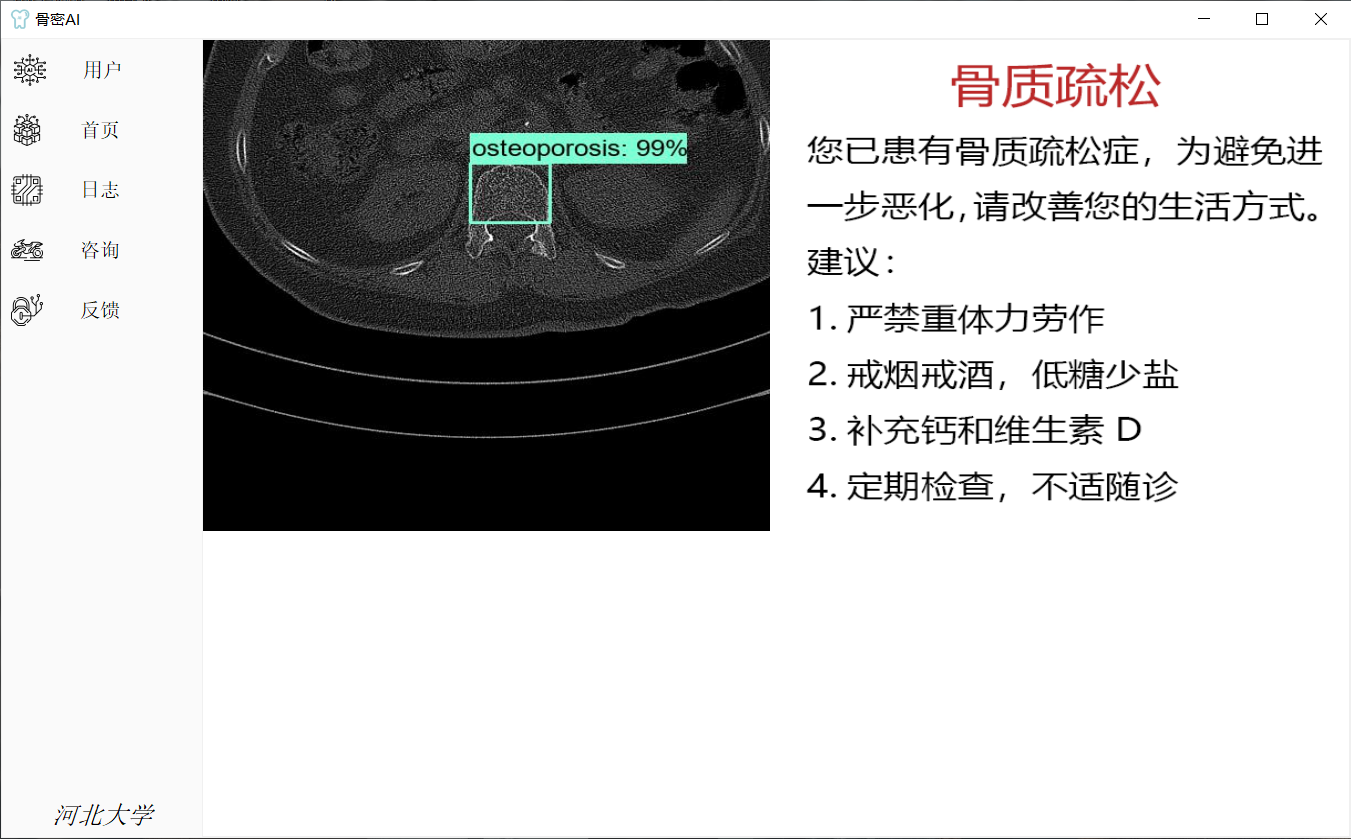 骨密AI
用户
首页
日志
咨询
反馈
河北大学
osteoporosis: 99%
骨质疏松
您已患有骨质疏松症，为避免进
一步恶化，请改善您的生活方式。
建议：
1. 严禁重体力劳作
2. 戒烟戒酒，低糖少盐
3. 补充钙和维生素 D
4. 定期检查，不适随诊